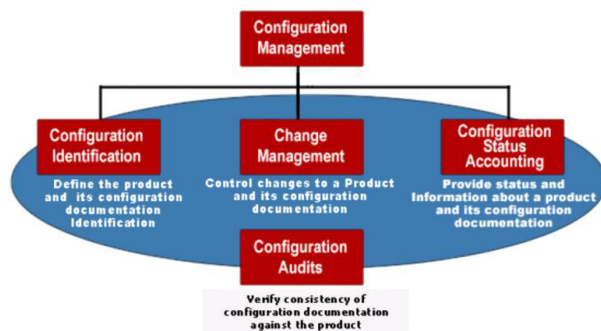 Configuration
Management
Configuration
Identification
Define the product
and its configuration
documentation
Identification
Change
Management
Control changes to a Product
and its configuration
documentation
Configuration
Status
Accounting
Provide status and
Information about a product
and its configuration
documentation
Configuration
Audits
Verify consistency of
configuration documentation
against the product